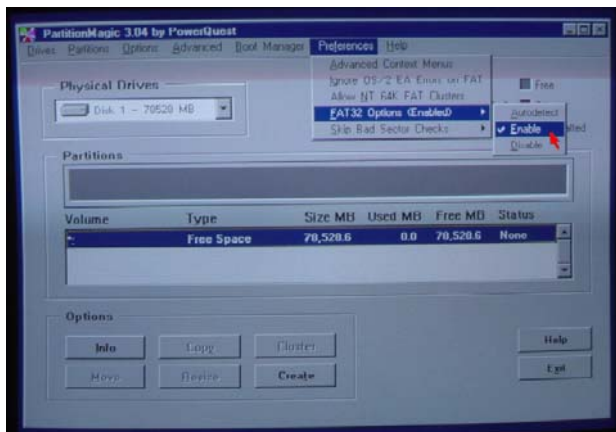 PartitionMagic 3.04 by PowerQuest
Drives Partitions Options Advanced Boot Manager Preferences Help
Advanced Context Menus
Ignore OS/2 EA Errors on FAT
Allow NT 64K FAT Clusters
FAT32 Options (Enabled)
Skip Bad Sector Checks
Autodetect
Enable
Disable
Physical Drives
Disk 1 - 78528 MB
Free
Partitions
Volume Type Size MB Used MB Free MB Status
*: Free Space 78,528.6 0.0 78,528.6 None
Options
Info Copy Cluster
Move Resize Create
Help
Exit